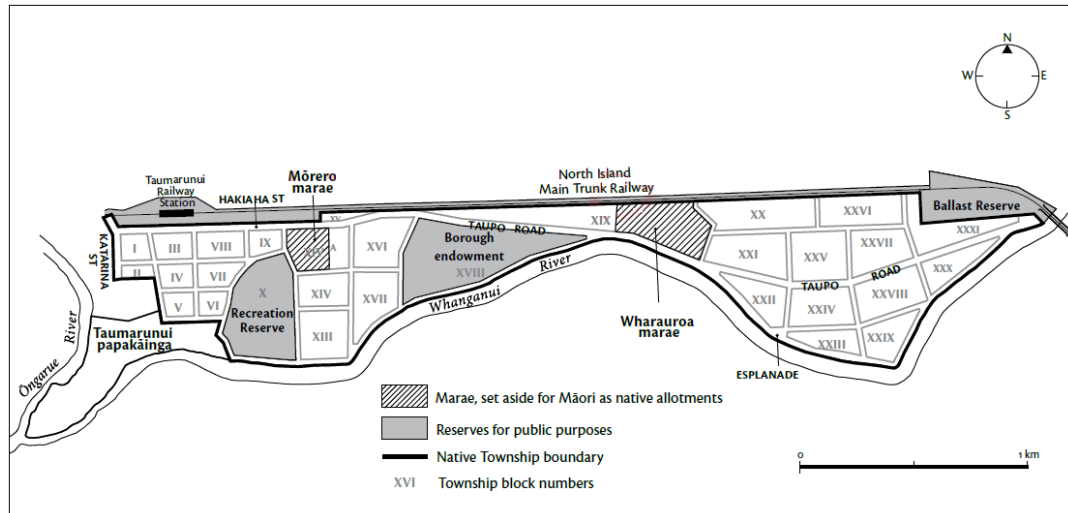 N
W
E
S
Taumarunui
Railway
Station
HAKIAHA ST
Mōrero
marae
North Island
Main Trunk Railway
KATARINA
ST
I
III
VIII
IX
XV
A
XVI
TAUPO ROAD
XIX
XX
XXVI
Ballast Reserve
II
IV
VII
X
Recreation
Reserve
XIV
Borough
endowment
XVIII
XXI
XXV
XXVII
XXXI
V
VI
XIII
XVII
Whanganui River
Wharauroa
marae
XXII
TAUPO ROAD
XXIV
XXVIII
XXX
XXIII
XXIX
ESPLANADE
Taumarunui
papakāinga
Ōngarue River
Marae, set aside for Māori as native allotments
Reserves for public purposes
Native Township boundary
XVI Township block numbers
0 1 km